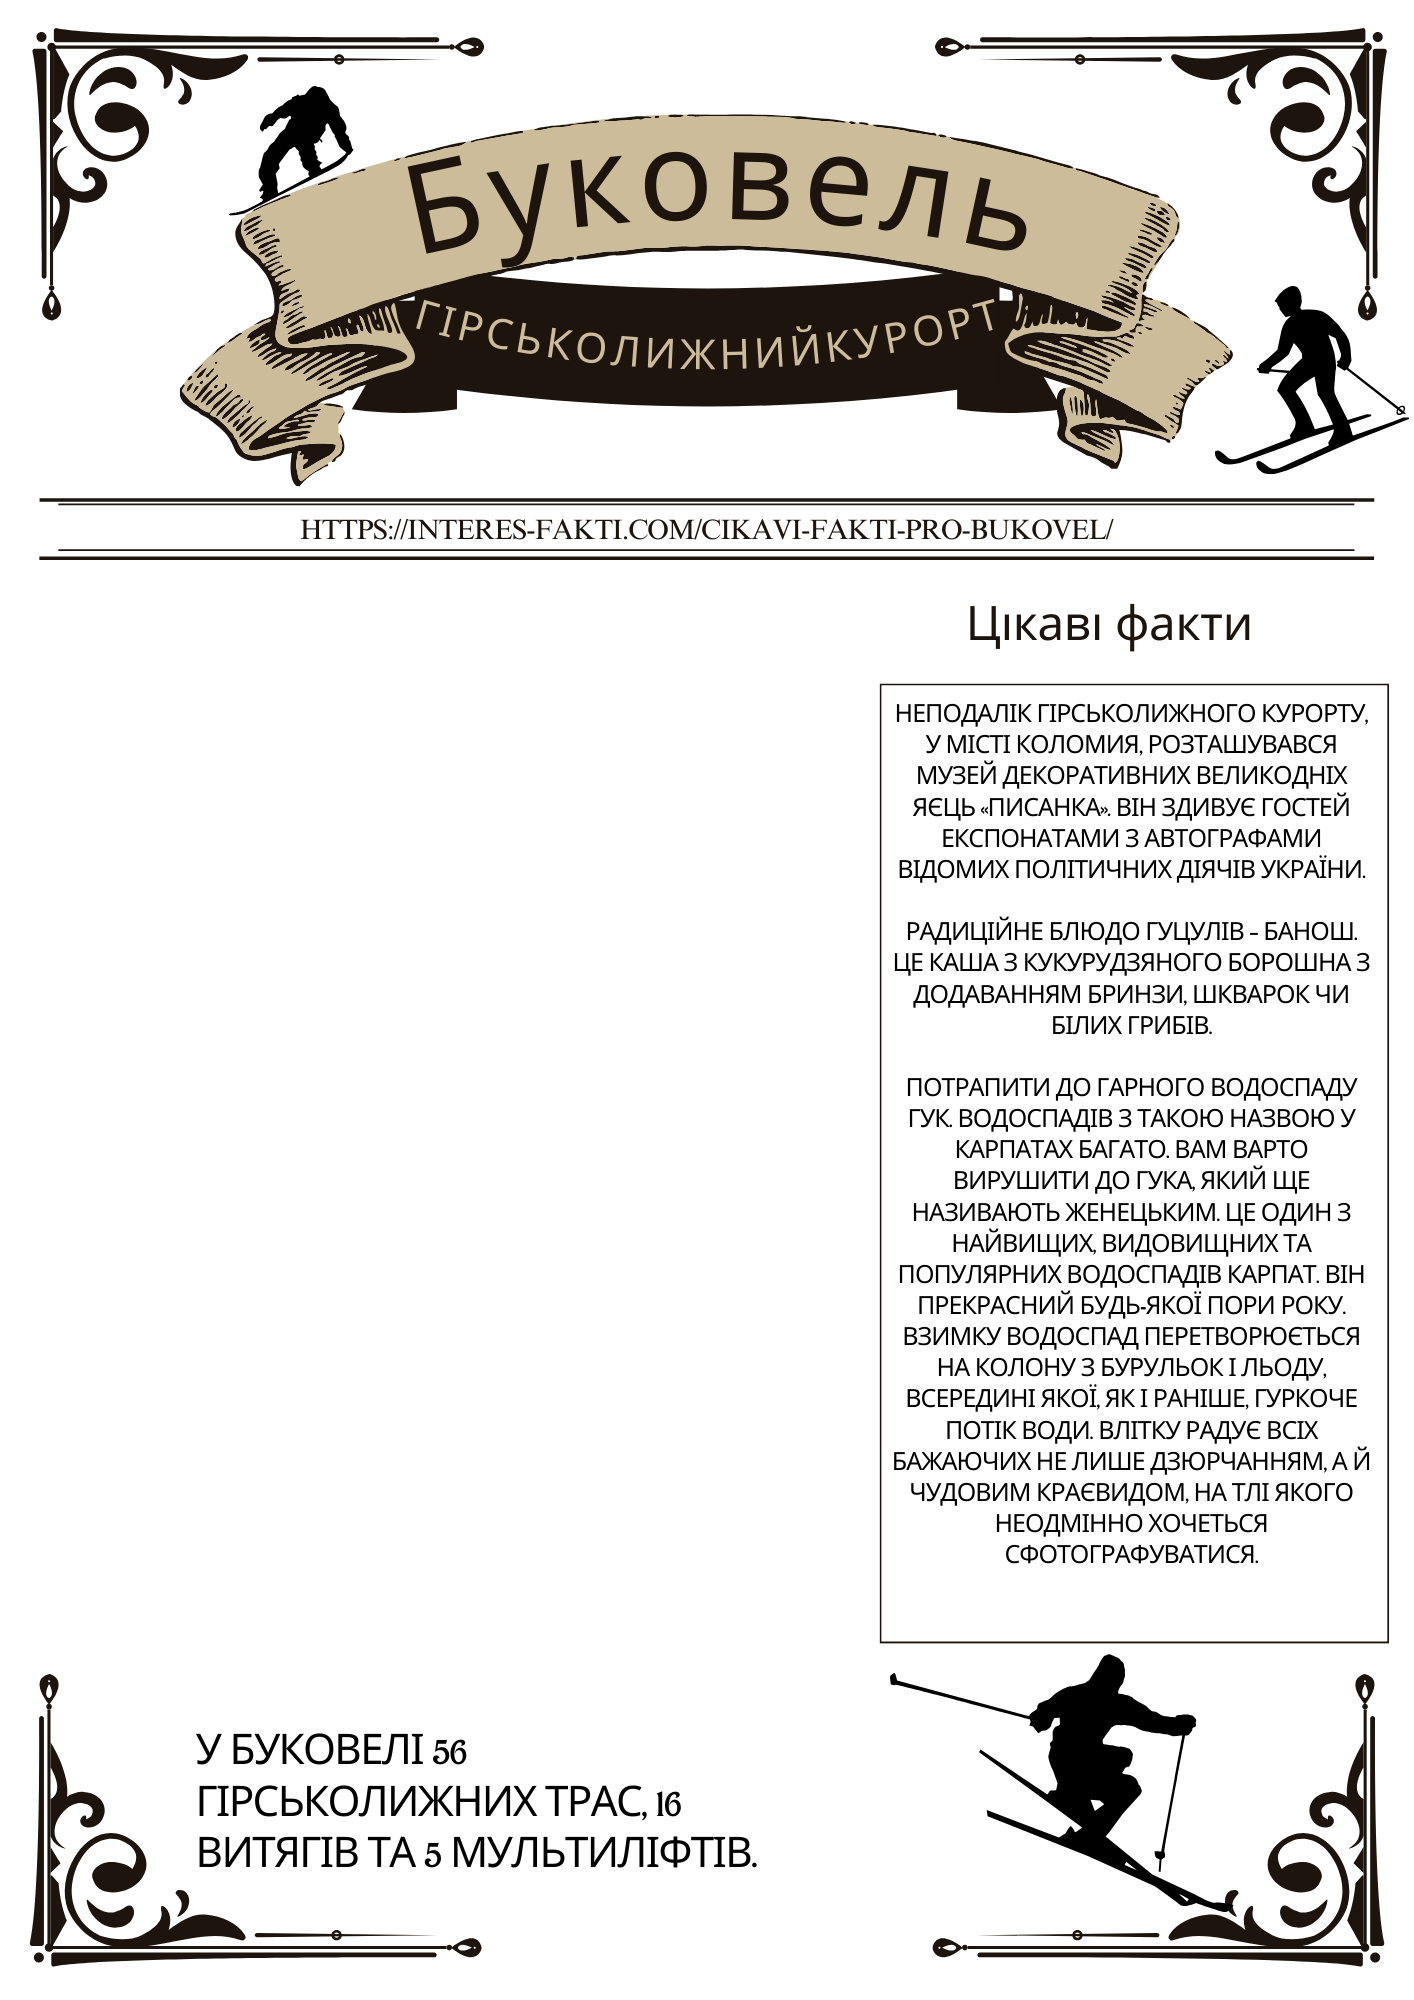 Буковель
ГІРСЬКОЛИЖНИЙКУРОРТ
HTTPS://INTERES-FAKTI.COM/CIKAVI-FAKTI-PRO-BUKOVEL/
Цікаві факти
НЕПОДАЛІК ГІРСЬКОЛИЖНОГО КУРОРТУ,
У МІСТІ КОЛОМИЯ, РОЗТАШУВАВСЯ
МУЗЕЙ ДЕКОРАТИВНИХ ВЕЛИКОДНІХ
ЯЄЦЬ «ПИСАНКА». ВІН ЗДИВУЄ ГОСТЕЙ
ЕКСПОНАТАМИ З АВТОГРАФАМИ
ВІДОМИХ ПОЛІТИЧНИХ ДІЯЧІВ УКРАЇНИ.
РАДИЦІЙНЕ БЛЮДО ГУЦУЛІВ – БАНОШ.
ЦЕ КАША З КУКУРУДЗЯНОГО БОРОШНА З
ДОДАВАННЯМ БРИНЗИ, ШКВАРОК ЧИ
БІЛИХ ГРИБІВ.
ПОТРАПИТИ ДО ГАРНОГО ВОДОСПАДУ
ГУК. ВОДОСПАДІВ З ТАКОЮ НАЗВОЮ У
КАРПАТАХ БАГАТО. ВАМ ВАРТО
ВИРУШИТИ ДО ГУКА, ЯКИЙ ЩЕ
НАЗИВАЮТЬ ЖЕНЕЦЬКИМ. ЦЕ ОДИН З
НАЙВИЩИХ, ВИДОВИЩНИХ ТА
ПОПУЛЯРНИХ ВОДОСПАДІВ КАРПАТ. ВІН
ПРЕКРАСНИЙ БУДЬ-ЯКОЇ ПОРИ РОКУ.
ВЗИМКУ ВОДОСПАД ПЕРЕТВОРЮЄТЬСЯ
НА КОЛОНУ З БУРУЛЬОК І ЛЬОДУ,
ВСЕРЕДИНІ ЯКОЇ, ЯК І РАНІШЕ, ГУРКОЧЕ
ПОТІК ВОДИ. ВЛІТКУ РАДУЄ ВСІХ
БАЖАЮЧИХ НЕ ЛИШЕ ДЗЮРЧАННЯМ, А Й
ЧУДОВИМ КРАЄВИДОМ, НА ТЛІ ЯКОГО
НЕОДМІННО ХОЧЕТЬСЯ
СФОТОГРАФУВАТИСЯ.
У БУКОВЕЛІ 56
ГІРСЬКОЛИЖНИХ ТРАС, 16
ВИТЯГІВ ТА 5 МУЛЬТИЛІФТІВ.